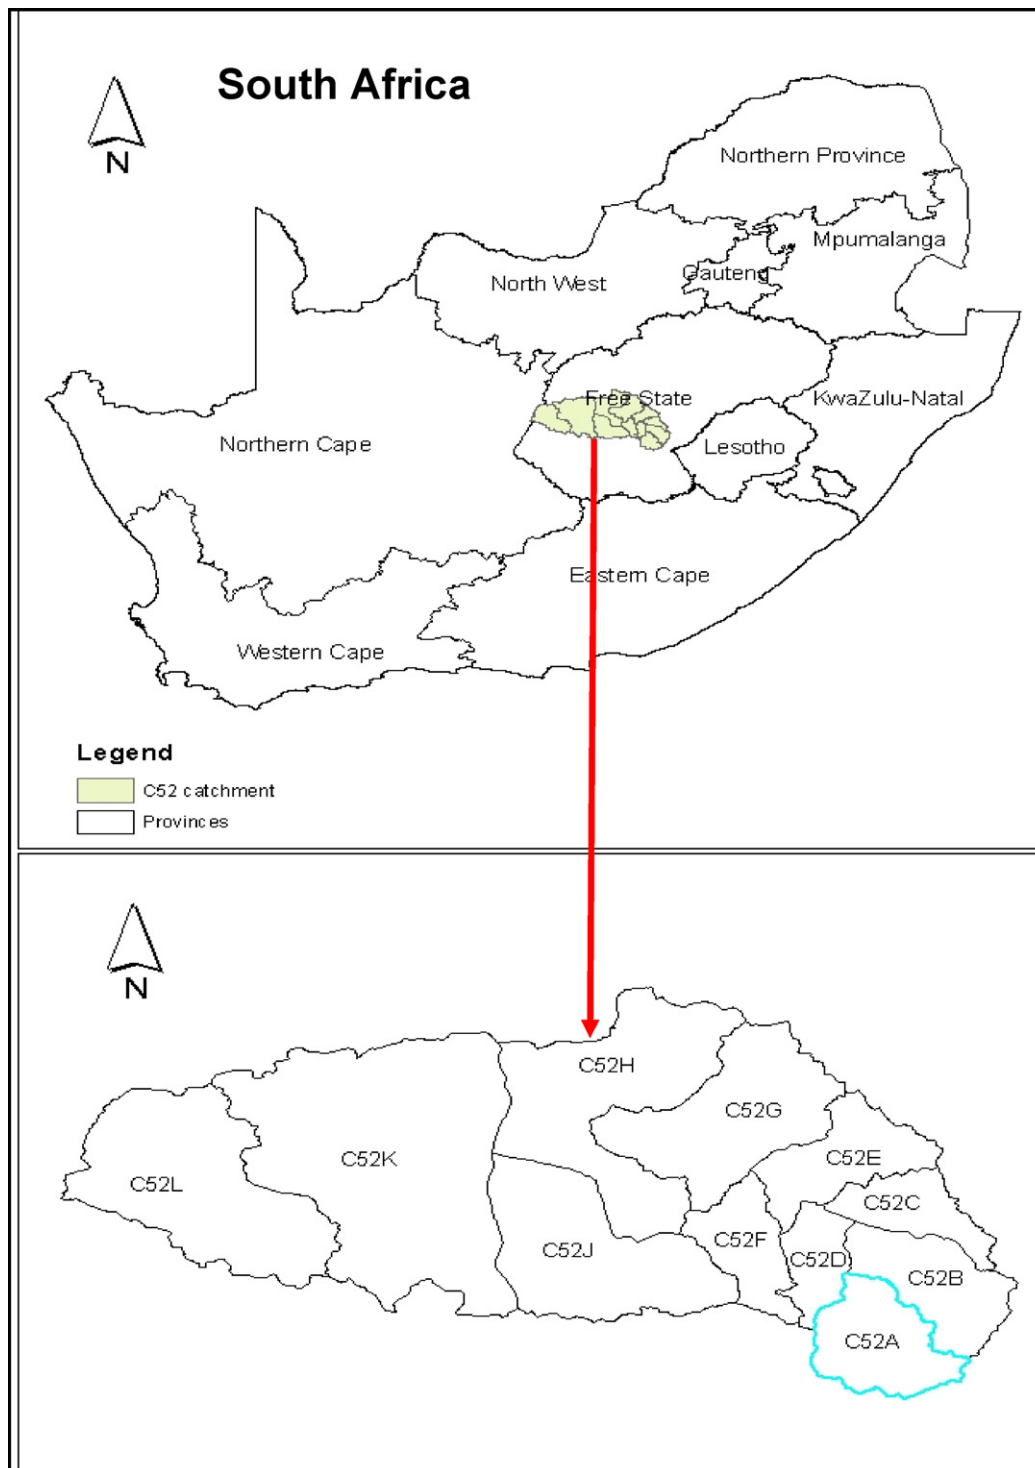 South Africa
N
Northern Province
Mpumalanga
Gauteng
North West
Free State
KwaZulu-Natal
Northern Cape
Lesotho
Eastern Cape
Western Cape
Legend
C52 catchment
Provinces
N
C52H
C52G
C52K
C52E
C52L
C52C
C52F
C52J
C52D
C52B
C52A